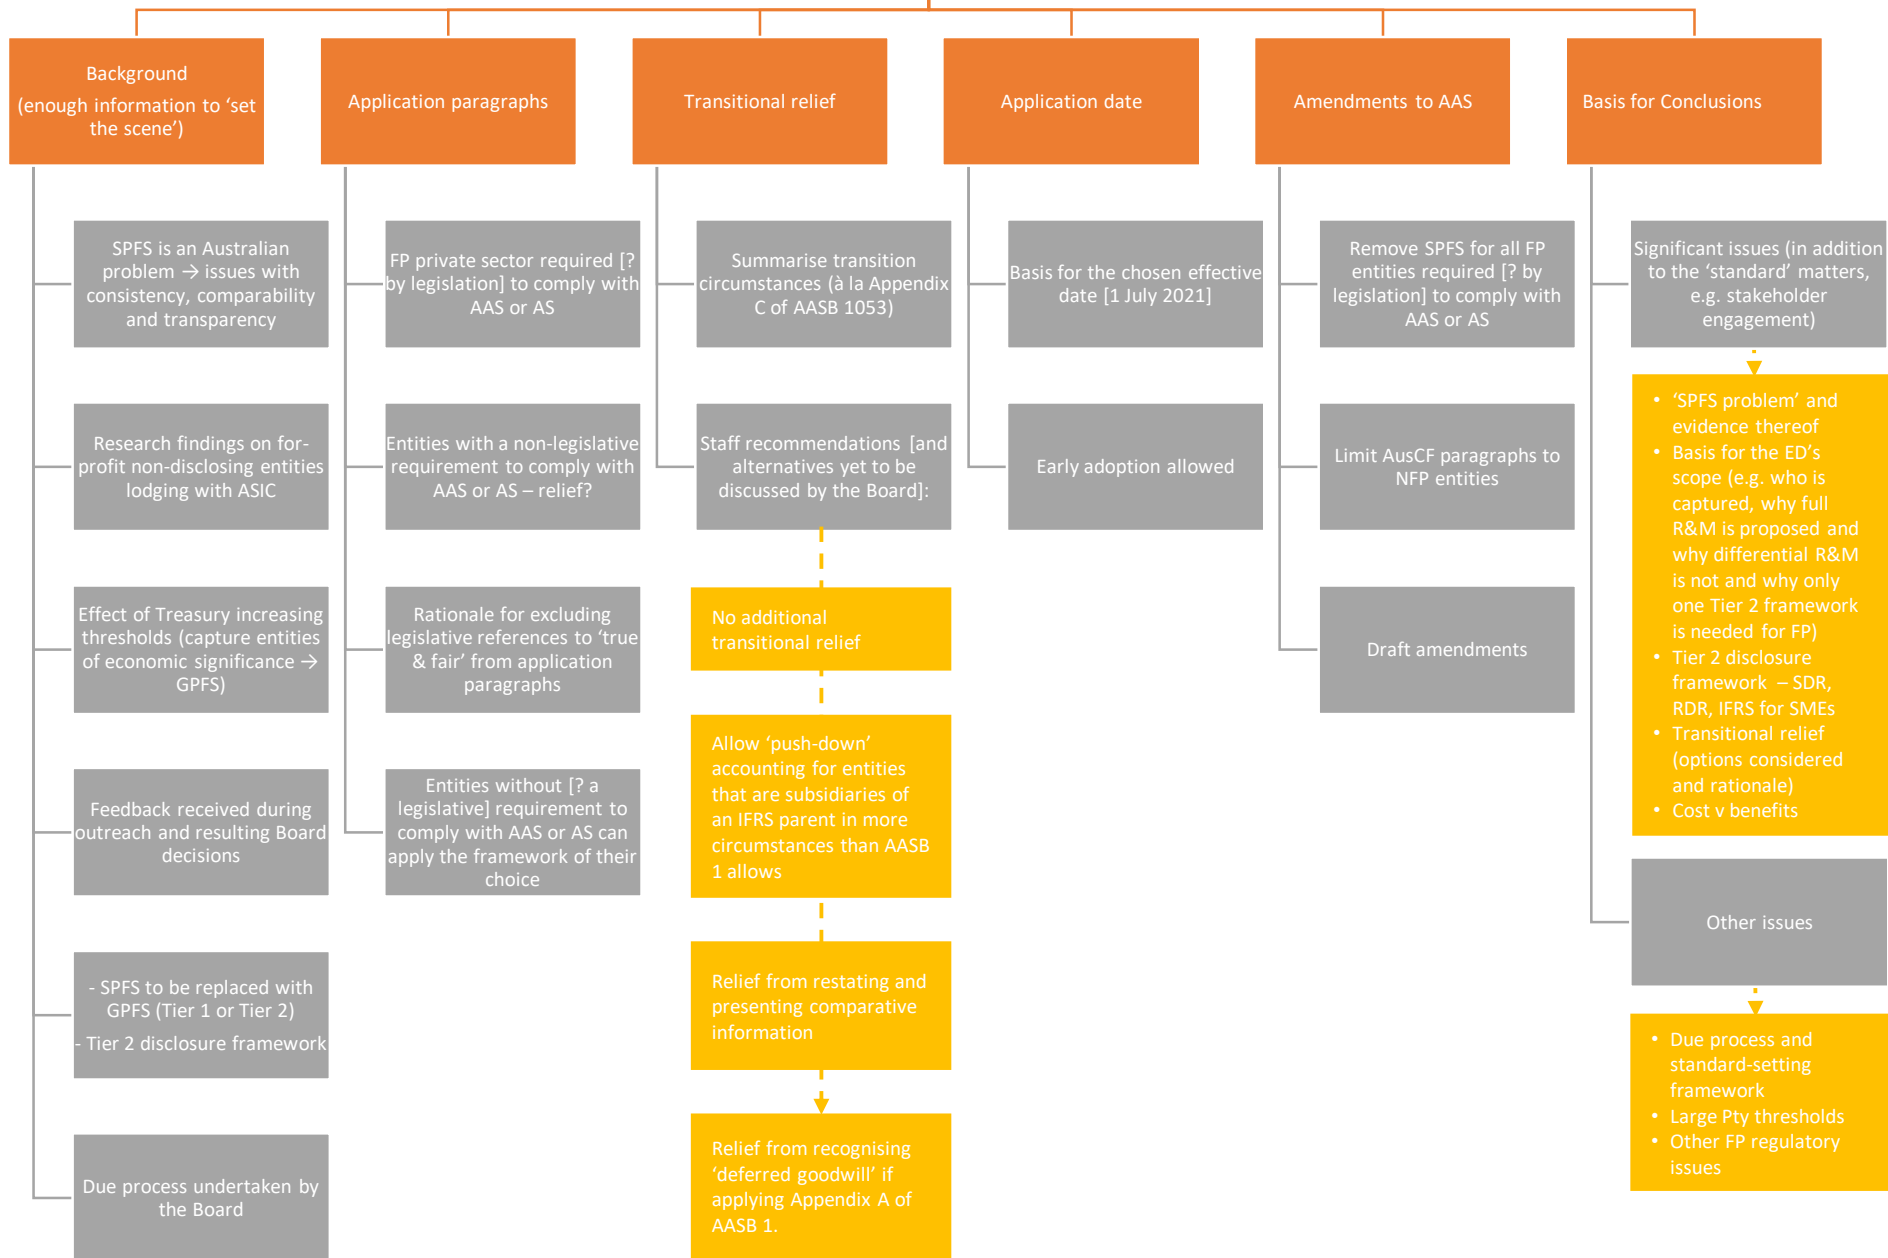 Background
(enough information to ‘set
the scene’)
Application paragraphs
Transitional relief
Application date
Amendments to AAS
Basis for Conclusions
SPFS is an Australian
problem → issues with
consistency, comparability
and transparency
Research findings on for-
profit non-disclosing entities
lodging with ASIC
Effect of Treasury increasing
thresholds (capture entities
of economic significance →
GPFS)
Feedback received during
outreach and resulting Board
decisions
- SPFS to be replaced with
GPFS (Tier 1 or Tier 2)
- Tier 2 disclosure framework
Due process undertaken by
the Board
FP private sector required [?
by legislation] to comply with
AAS or AS
Entities with a non-legislative
requirement to comply with
AAS or AS – relief?
Rationale for excluding
legislative references to ‘true
& fair’ from application
paragraphs
Entities without [? a
legislative] requirement to
comply with AAS or AS can
apply the framework of their
choice
Summarise transition
circumstances (à la Appendix
C of AASB 1053)
Staff recommendations [and
alternatives yet to be
discussed by the Board]:
No additional
transitional relief
Allow ‘push-down’
accounting for entities
that are subsidiaries of
an IFRS parent in more
circumstances than AASB
1 allows
Relief from restating and
presenting comparative
information
Relief from recognising
‘deferred goodwill’ if
applying Appendix A of
AASB 1.
Basis for the chosen effective
date [1 July 2021]
Early adoption allowed
Remove SPFS for all FP
entities required [? by
legislation] to comply with
AAS or AS
Limit AusCF paragraphs to
NFP entities
Draft amendments
Significant issues (in addition
to the ‘standard’ matters,
e.g. stakeholder
engagement)
• ‘SPFS problem’ and
evidence thereof
• Basis for the ED’s
scope (e.g. who is
captured, why full
R&M is proposed and
why differential R&M
is not and why only
one Tier 2 framework
is needed for FP)
• Tier 2 disclosure
framework – SDR,
RDR, IFRS for SMEs
• Transitional relief
(options considered
and rationale)
• Cost v benefits
Other issues
• Due process and
standard-setting
framework
• Large Pty thresholds
• Other FP regulatory
issues